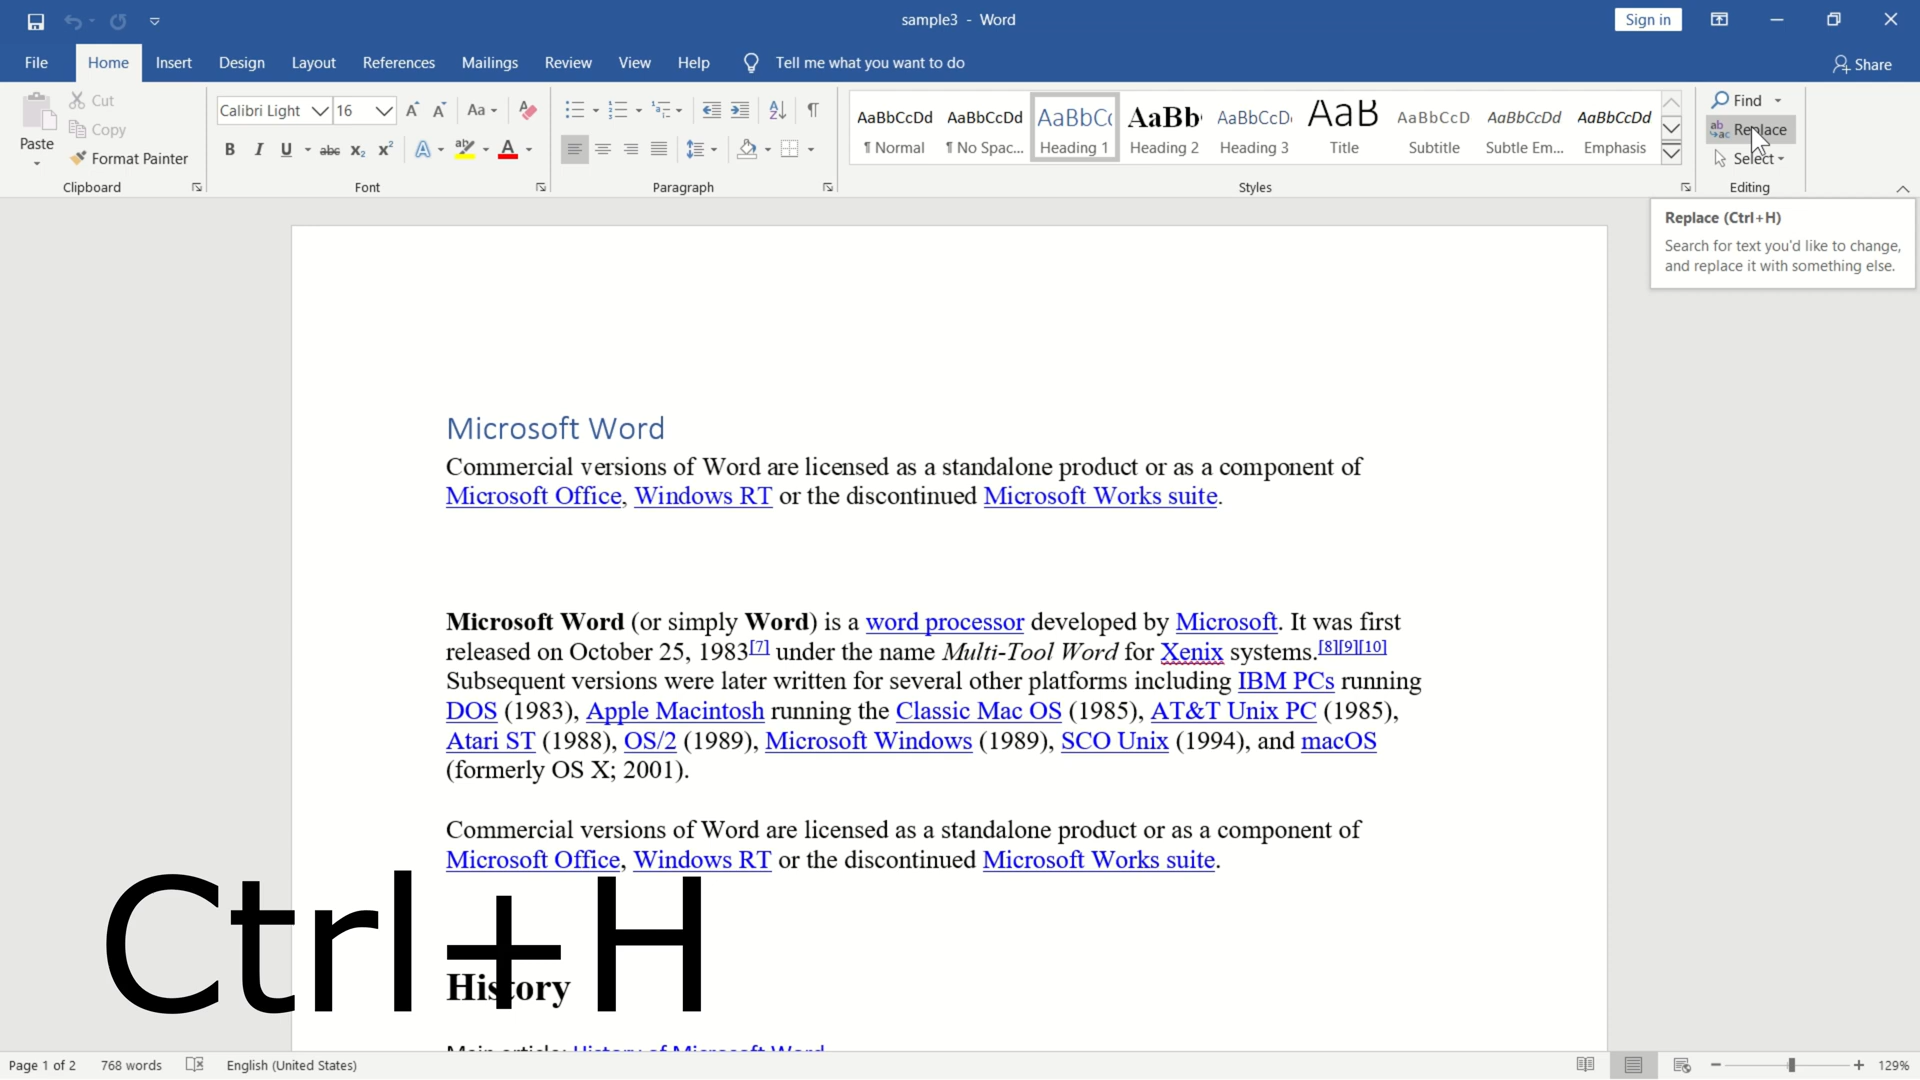 sample3 - Word
Sign in
File Home Insert Design Layout References Mailings Review View Help Tell me what you want to do
Share
Paste
Cut
Copy
Format Painter
Clipboard
Calibri Light 16
Font
Paragraph
AaBbCcDd AaBbCcDd AaBbCc AaBb AaBbCcD AaB AaBbCcD AaBbCcDd AaBbCcDd
¶ Normal ¶ No Spac... Heading 1 Heading 2 Heading 3 Title Subtitle Subtle Em... Emphasis
Styles
Find
Replace
Select
Editing
Replace (Ctrl+H)
Search for text you'd like to change,
and replace it with something else.
Microsoft Word
Commercial versions of Word are licensed as a standalone product or as a component of
Microsoft Office, Windows RT or the discontinued Microsoft Works suite.
Microsoft Word (or simply Word) is a word processor developed by Microsoft. It was first
released on October 25, 1983[7] under the name Multi-Tool Word for Xenix systems.[8][9][10]
Subsequent versions were later written for several other platforms including IBM PCs running
DOS (1983), Apple Macintosh running the Classic Mac OS (1985), AT&T Unix PC (1985),
Atari ST (1988), OS/2 (1989), Microsoft Windows (1989), SCO Unix (1994), and macOS
(formerly OS X; 2001).
Commercial versions of Word are licensed as a standalone product or as a component of
Microsoft Office, Windows RT or the discontinued Microsoft Works suite.
Ctrl+H
History
Main article: History of Microsoft Word
Page 1 of 2 768 words English (United States)
129%